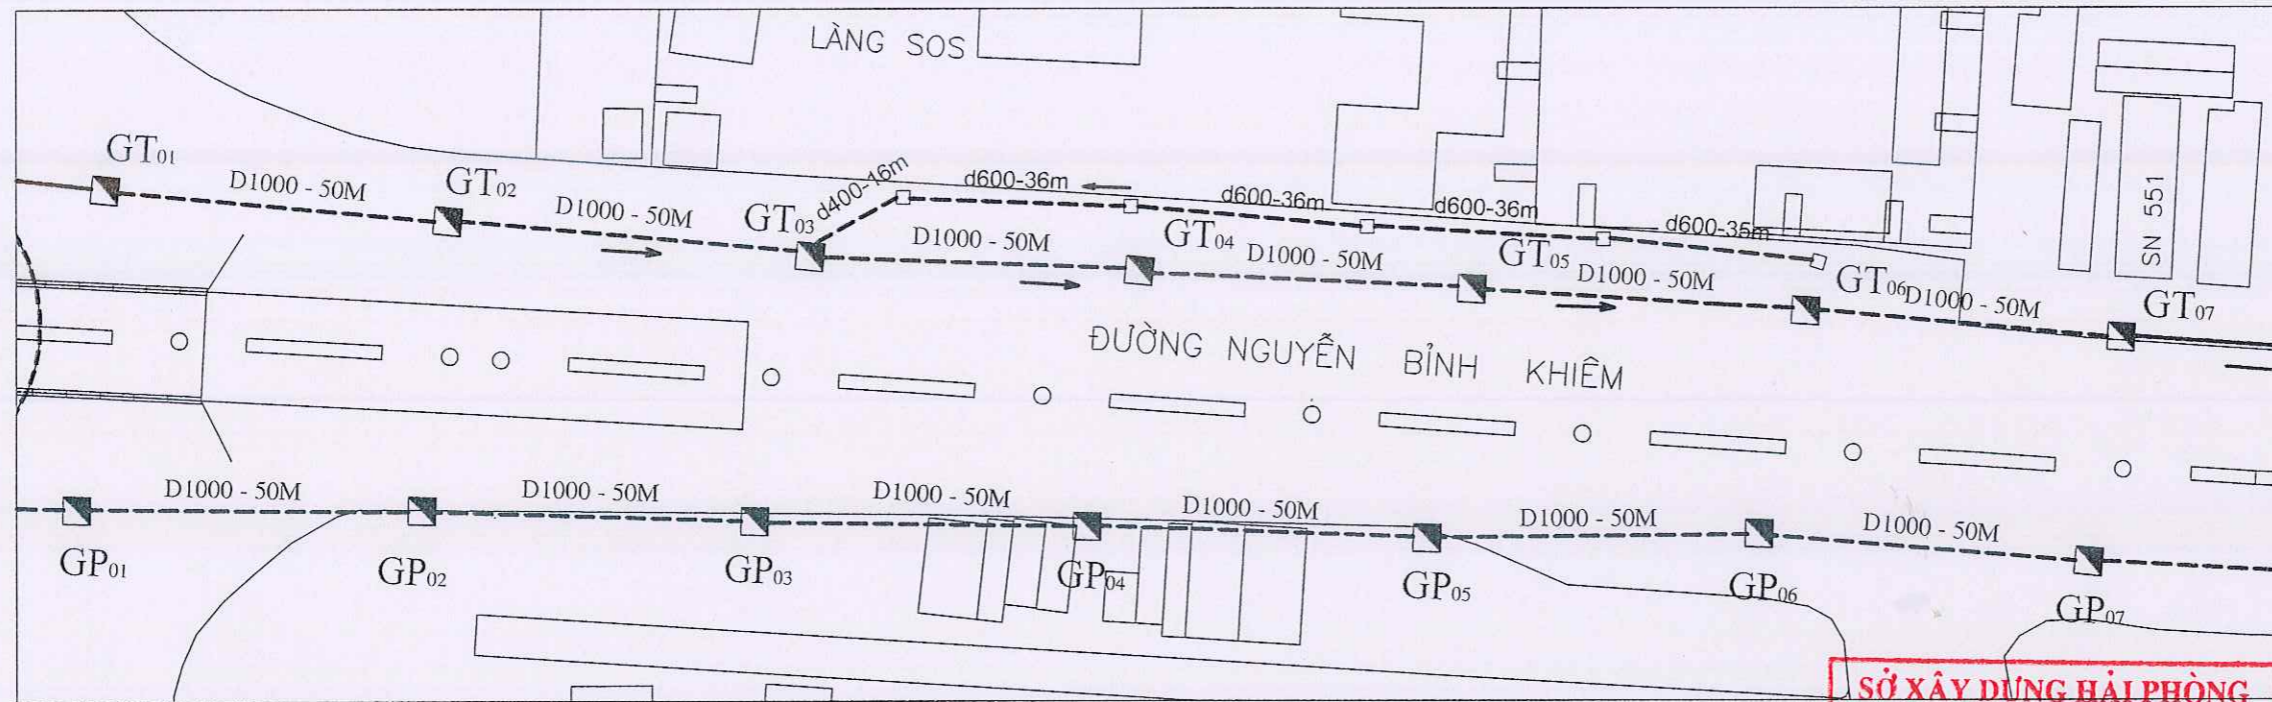 LÀNG SOS
GT01
D1000 - 50M
GT02
D1000 - 50M
GT03
d400-16m
d600-36m
d600-36m
d600-36m
d600-35m
D1000 - 50M
GT04
D1000 - 50M
GT05
D1000 - 50M
GT06
D1000 - 50M
GT07
SN 551
ĐƯỜNG NGUYỄN BỈNH KHIÊM
D1000 - 50M
D1000 - 50M
D1000 - 50M
D1000 - 50M
D1000 - 50M
D1000 - 50M
GP01
GP02
GP03
GP04
GP05
GP06
GP07
SỞ XÂY DỰNG HẢI PHÒNG